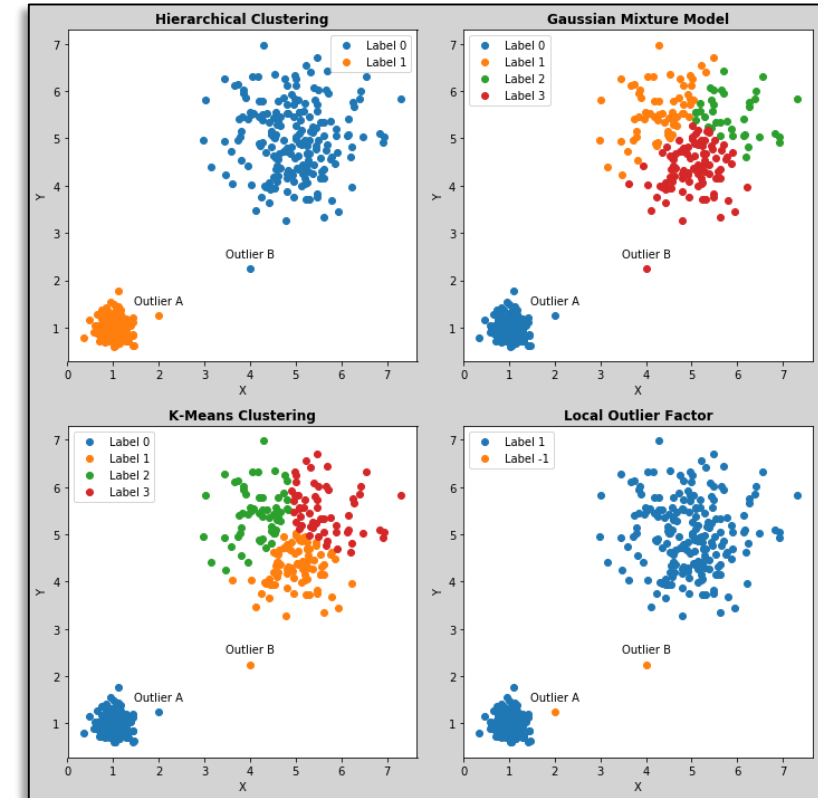 Hierarchical Clustering
Label 0
Label 1
Outlier B
Outlier A
Y
7
6
5
4
3
2
1
0 1 2 3 4 5 6 7
X
Gaussian Mixture Model
Label 0
Label 1
Label 2
Label 3
Outlier B
Outlier A
Y
7
6
5
4
3
2
1
0 1 2 3 4 5 6 7
X
K-Means Clustering
Label 0
Label 1
Label 2
Label 3
Outlier B
Outlier A
Y
7
6
5
4
3
2
1
0 1 2 3 4 5 6 7
X
Local Outlier Factor
Label 1
Label -1
Outlier B
Outlier A
Y
7
6
5
4
3
2
1
0 1 2 3 4 5 6 7
X